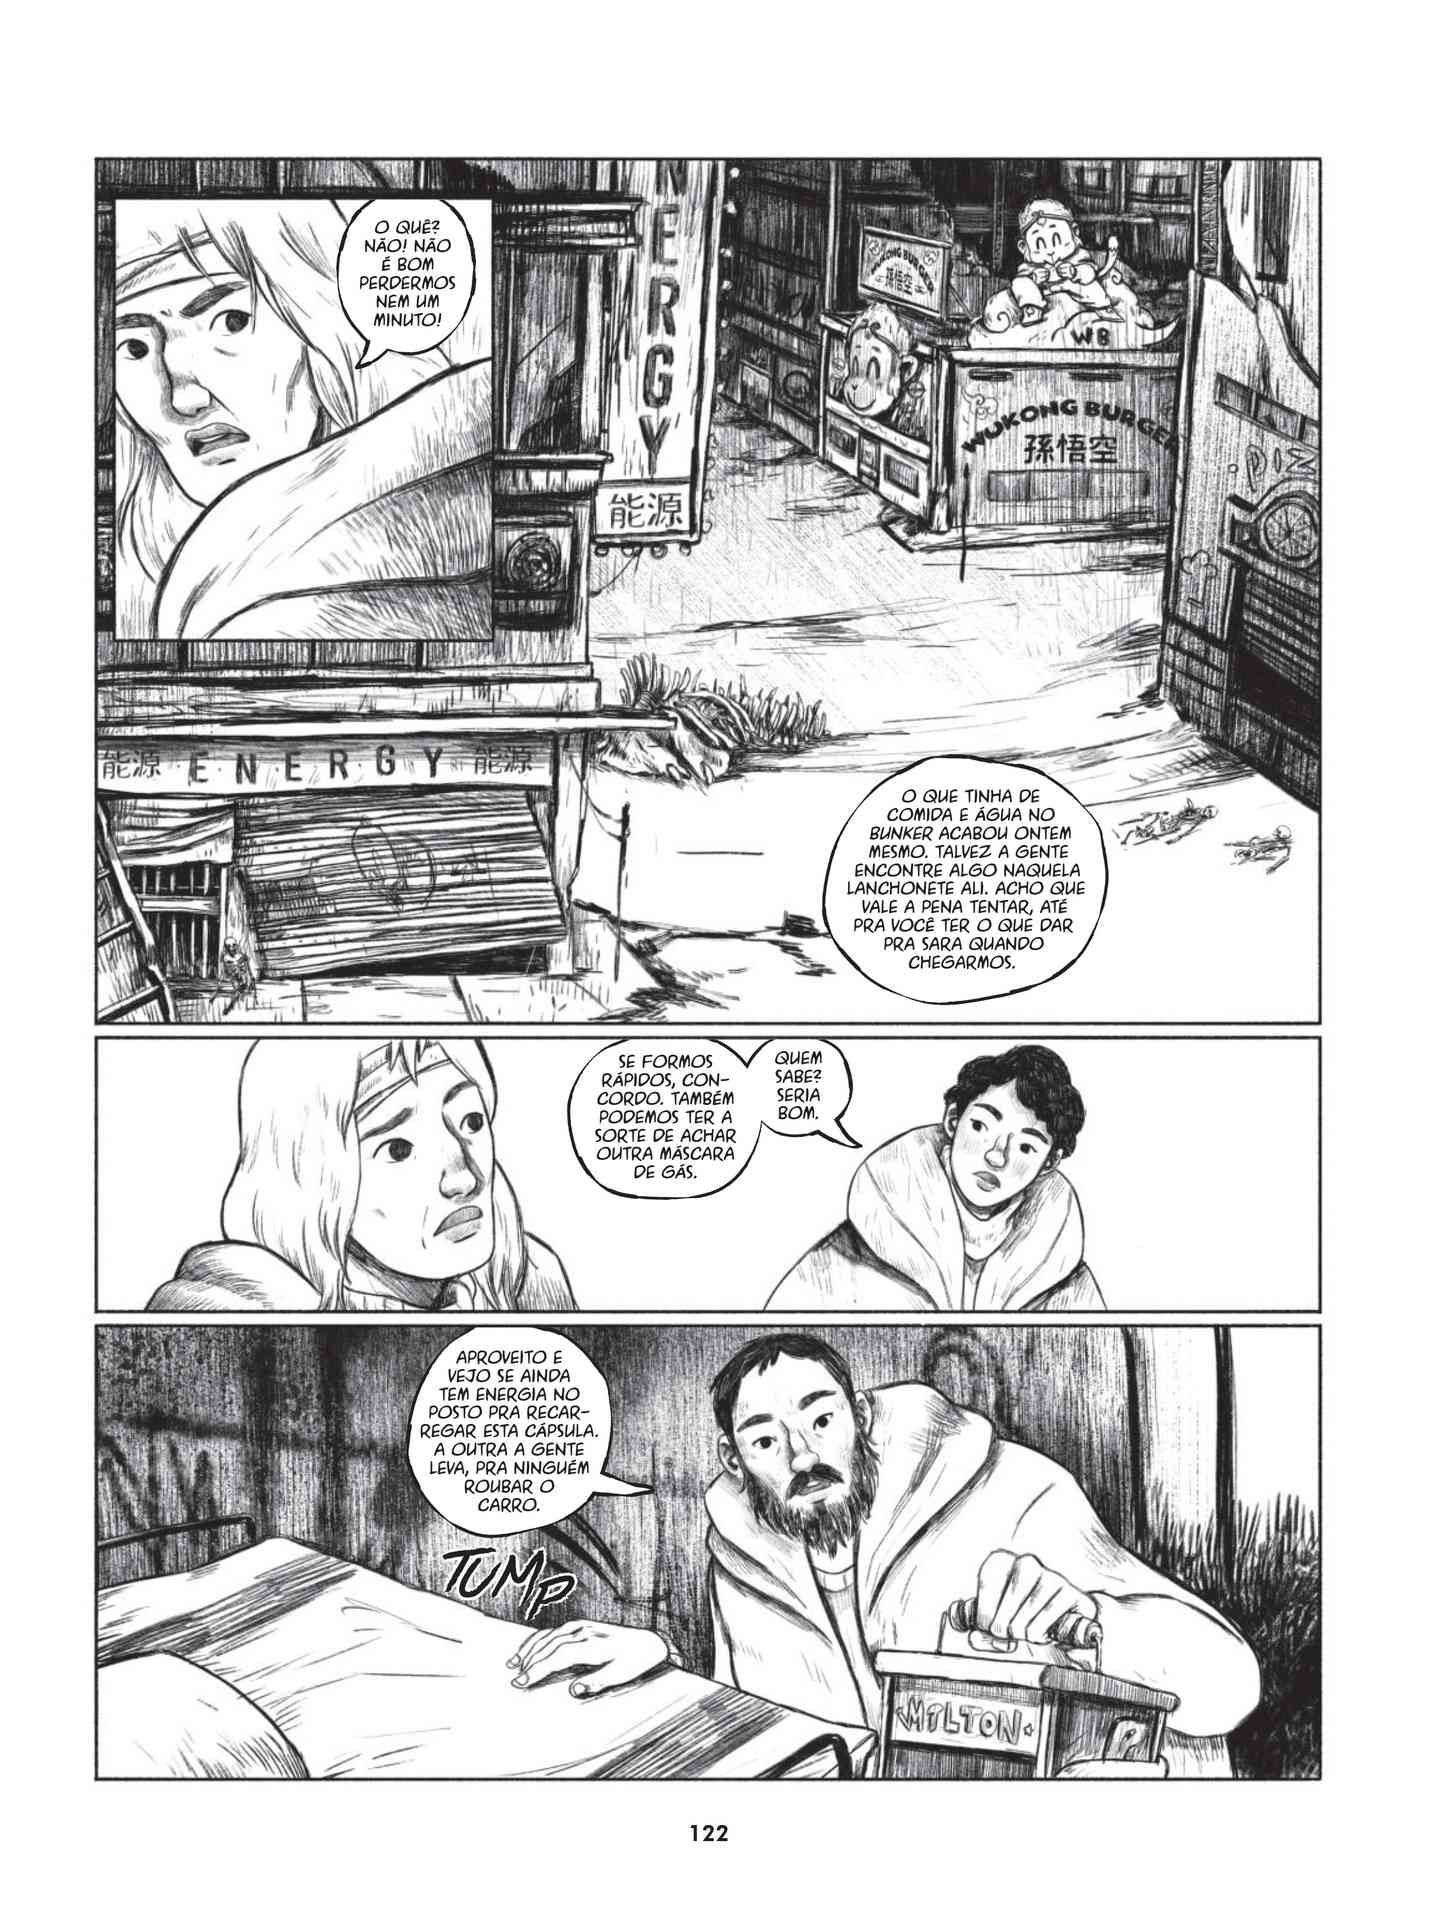 O QUÊ?
NÃO! NÃO
É BOM
PERDERMOS
NEM UM
MINUTO!
NERGY
能源
WUKONG BURGER
孫悟空
WB
WUKONG BURGER
孫悟空
能源 ENERGY 能源
O QUE TINHA DE
COMIDA E ÁGUA NO
BUNKER ACABOU ONTEM
MESMO. TALVEZ A GENTE
ENCONTRE ALGO NAQUELA
LANCHONETE ALI. ACHO QUE
VALE A PENA TENTAR, ATÉ
PRA VOCÊ TER O QUE DAR
PRA SARA QUANDO
CHEGARMOS.
SE FORMOS
RÁPIDOS, CON-
CORDO. TAMBÉM
PODEMOS TER A
SORTE DE ACHAR
OUTRA MÁSCARA
DE GÁS.
QUEM
SABE?
SERIA
BOM.
APROVEITO E
VEJO SE AINDA
TEM ENERGIA NO
POSTO PRA RECAR-
REGAR ESTA CÁPSULA.
A OUTRA A GENTE
LEVA, PRA NINGUÉM
ROUBAR O
CARRO.
TUMP
MILTON
122